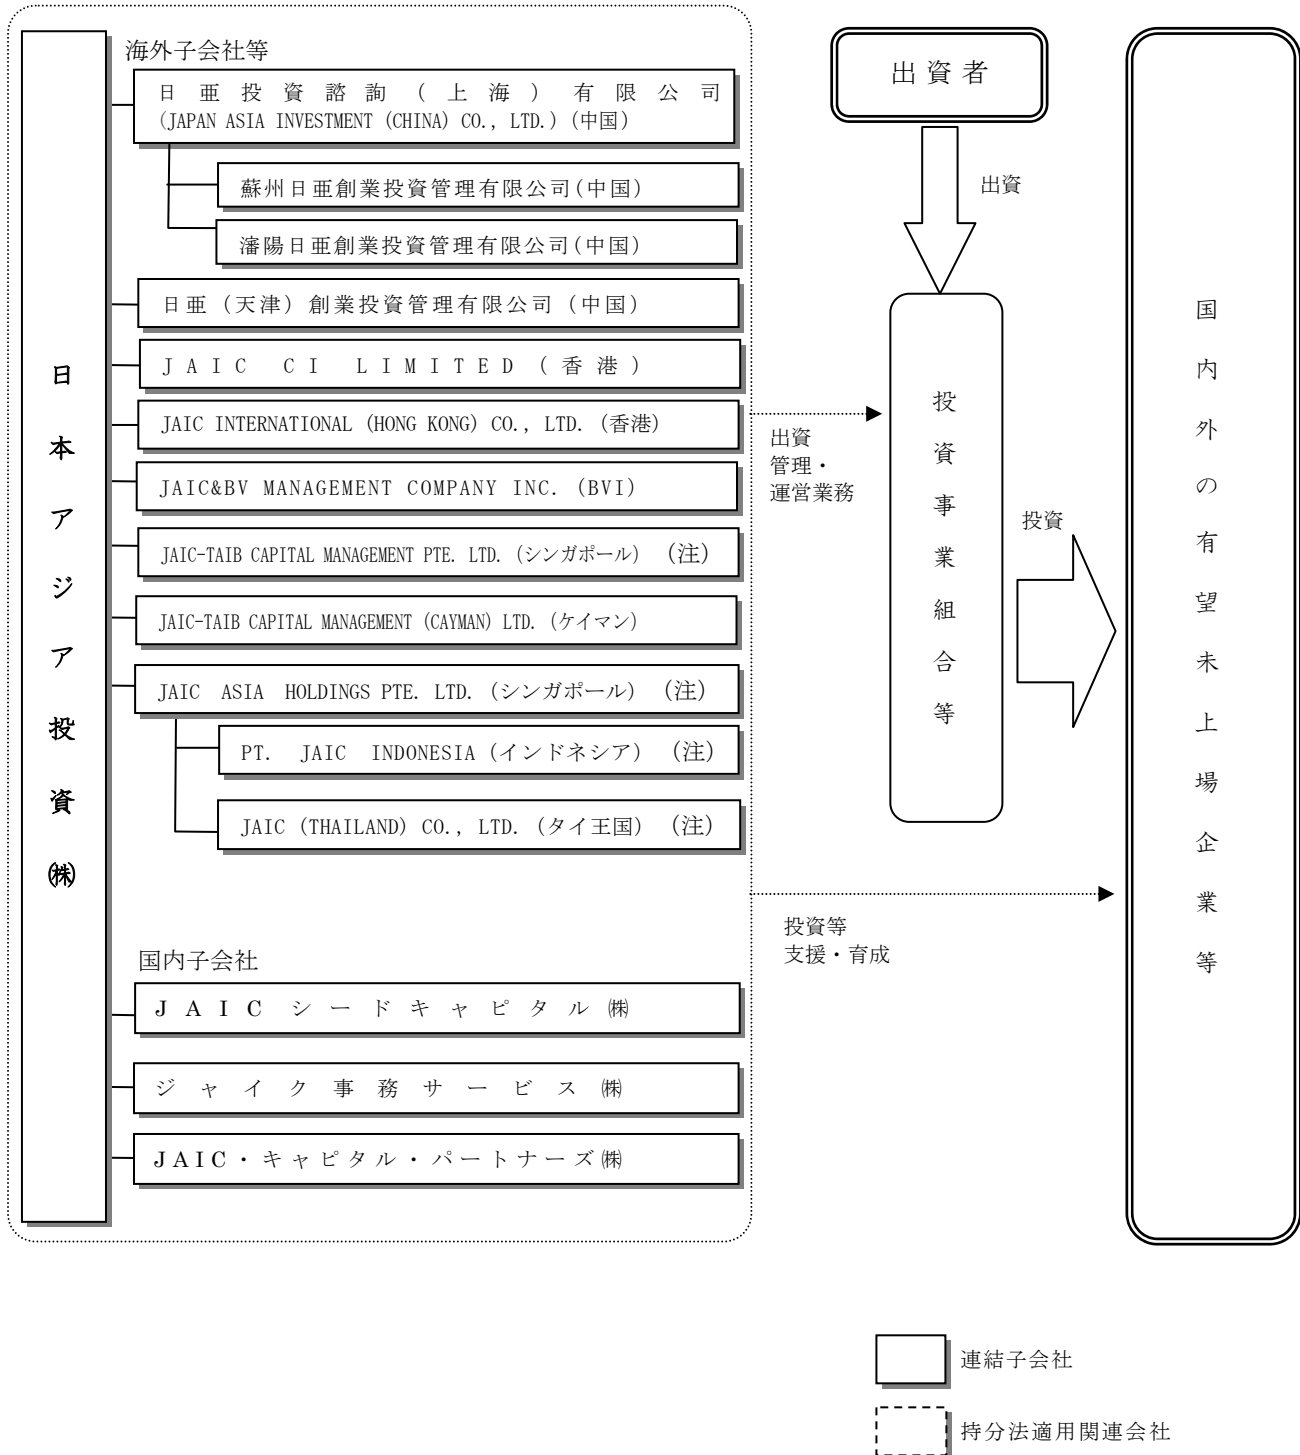 海外子会社等
日亜投資諮詢(上海)有限公司
(JAPAN ASIA INVESTMENT (CHINA) CO., LTD.)(中国)
蘇州日亜創業投資管理有限公司(中国)
瀋陽日亜創業投資管理有限公司(中国)
日亜(天津)創業投資管理有限公司(中国)
JAIC CI LIMITED(香港)
JAIC INTERNATIONAL (HONG KONG) CO., LTD.(香港)
JAIC&BV MANAGEMENT COMPANY INC.(BVI)
JAIC-TAIB CAPITAL MANAGEMENT PTE. LTD.(シンガポール) (注)
JAIC-TAIB CAPITAL MANAGEMENT (CAYMAN) LTD.(ケイマン)
JAIC ASIA HOLDINGS PTE. LTD.(シンガポール) (注)
PT. JAIC INDONESIA(インドネシア) (注)
JAIC (THAILAND) CO., LTD.(タイ王国) (注)
日本アジア投資㈱
国内子会社
JAICシードキャピタル㈱
ジャイク事務サービス㈱
JAIC・キャピタル・パートナーズ㈱
出資者
出資
出資
管理・
運営業務
投資事業組合等
投資
投資等
支援・育成
国内外の有望未上場企業等
連結子会社
持分法適用関連会社